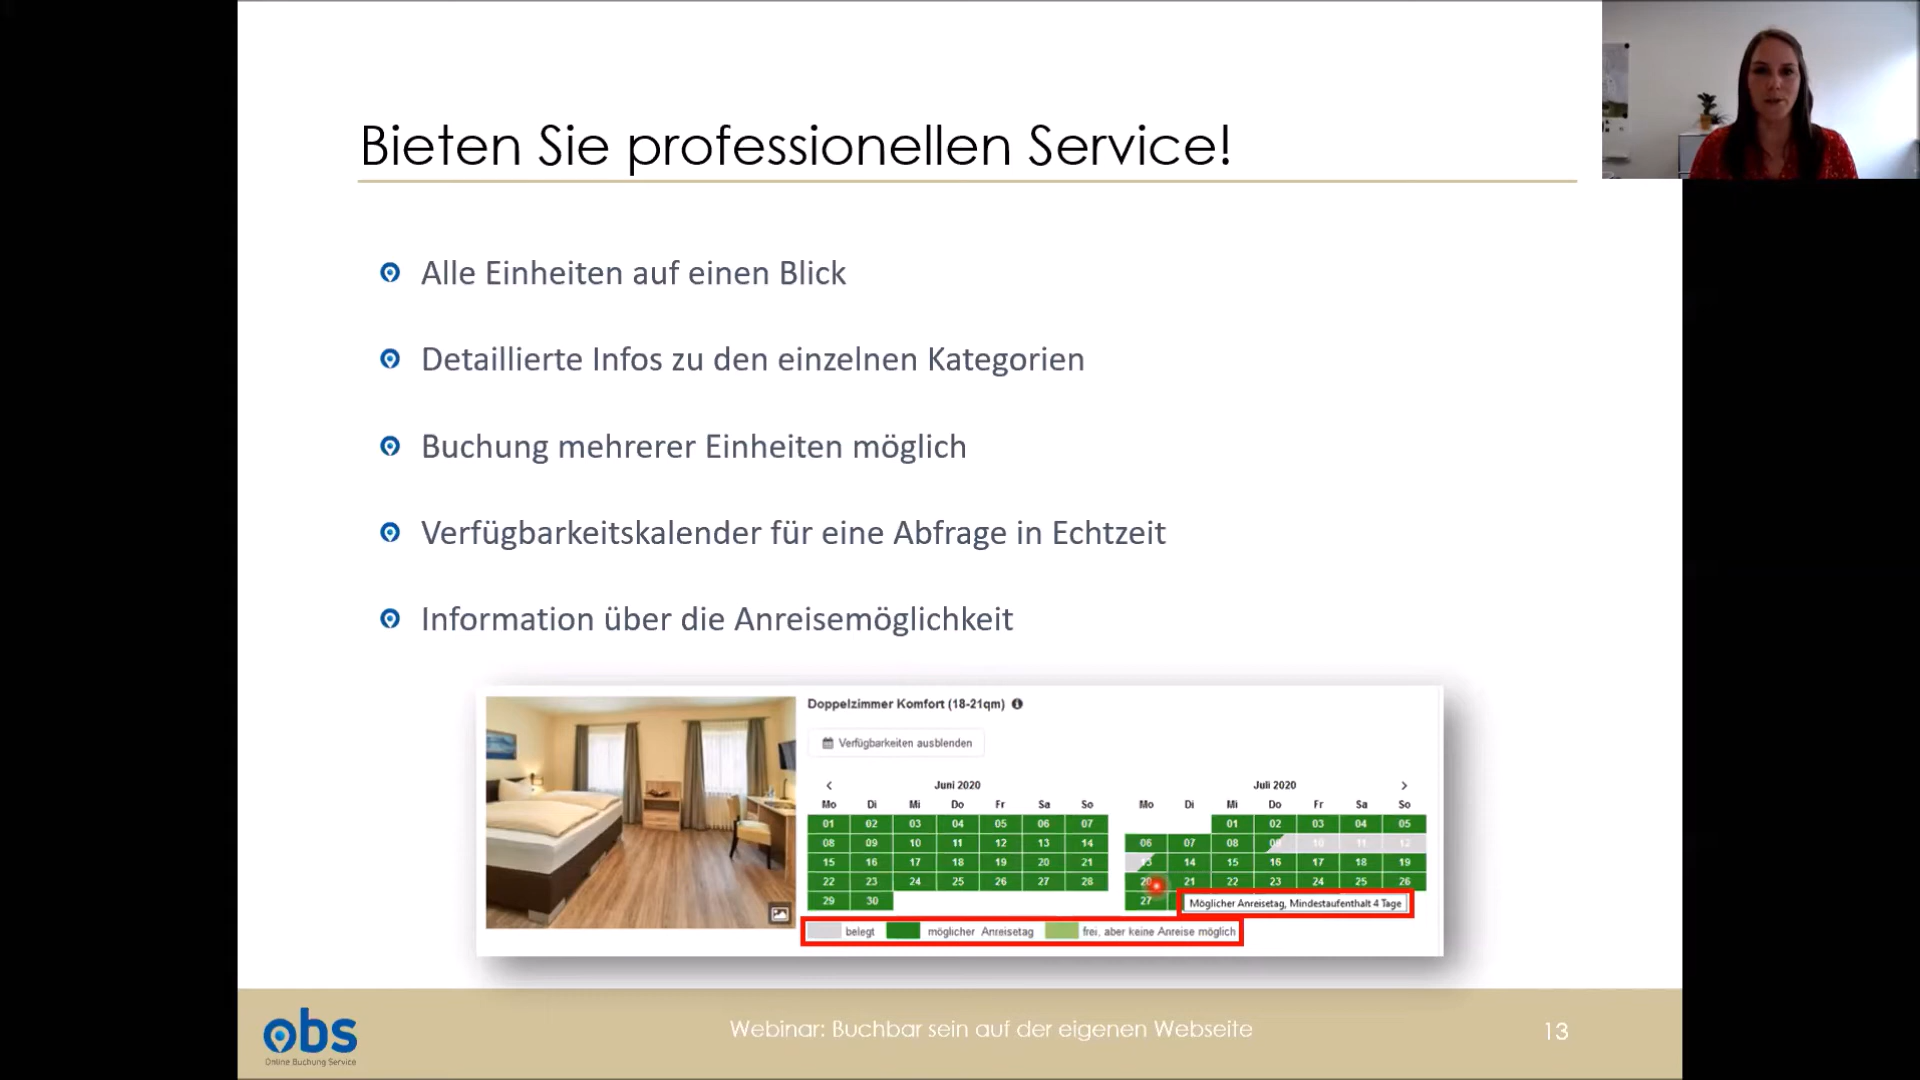 Bieten Sie professionellen Service!
Alle Einheiten auf einen Blick
Detaillierte Infos zu den einzelnen Kategorien
Buchung mehrerer Einheiten möglich
Verfügbarkeitskalender für eine Abfrage in Echtzeit
Information über die Anreisemöglichkeit
Doppelzimmer Komfort (18-21qm)
Verfügbarkeiten ausblenden
Juni 2020
Mo Di Mi Do Fr Sa So
01 02 03 04 05 06 07
08 09 10 11 12 13 14
15 16 17 18 19 20 21
22 23 24 25 26 27 28
29 30
Juli 2020
Mo Di Mi Do Fr Sa So
01 02 03 04 05
06 07 08 09 10 11 12
13 14 15 16 17 18 19
20 21 22 23 24 25 26
27
Möglicher Anreisetag, Mindestaufenthalt 4 Tage
belegt möglicher Anreisetag frei, aber keine Anreise möglich
obs
Online Buchung Service
Webinar: Buchbar sein auf der eigenen Webseite
13